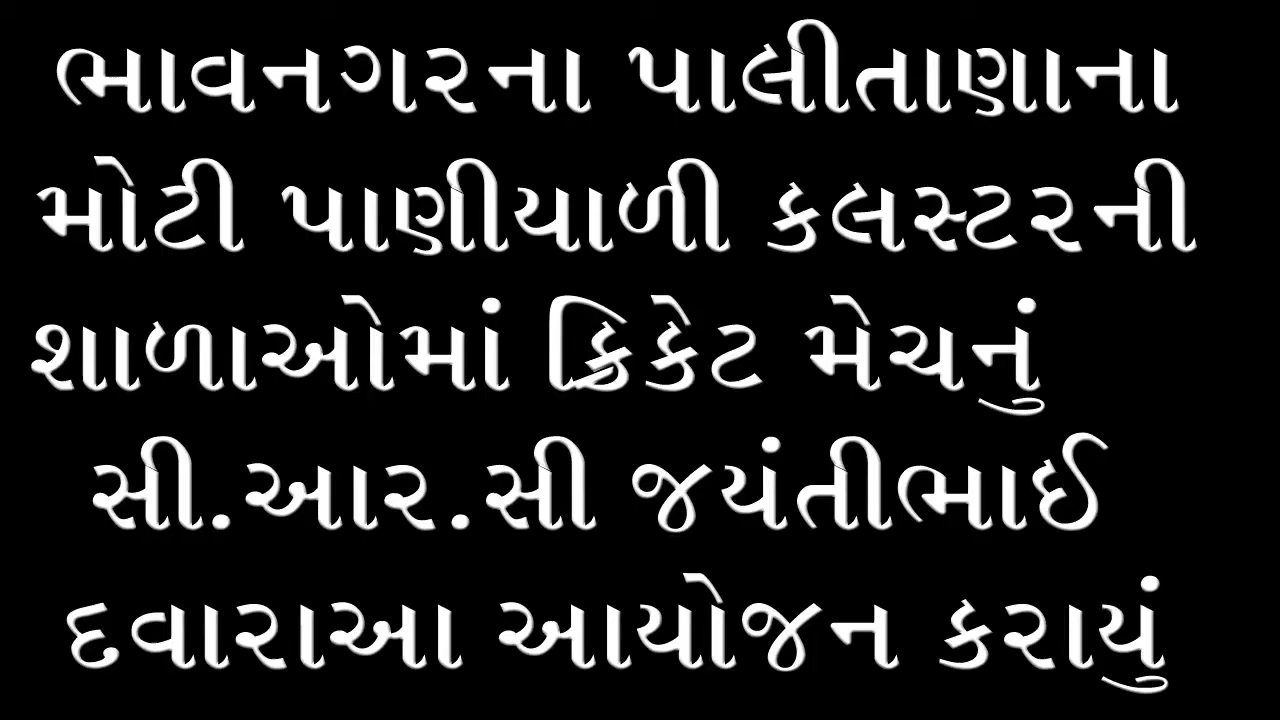 ભાવનગરના પાલીતાણાના
મોટી પાણીયાળી કલસ્ટરની
શાળાઓમાં ક્રિકેટ મેચનું
સી.આર.સી જયંતીભાઈ
દવારાઆ આયોજન કરાયું